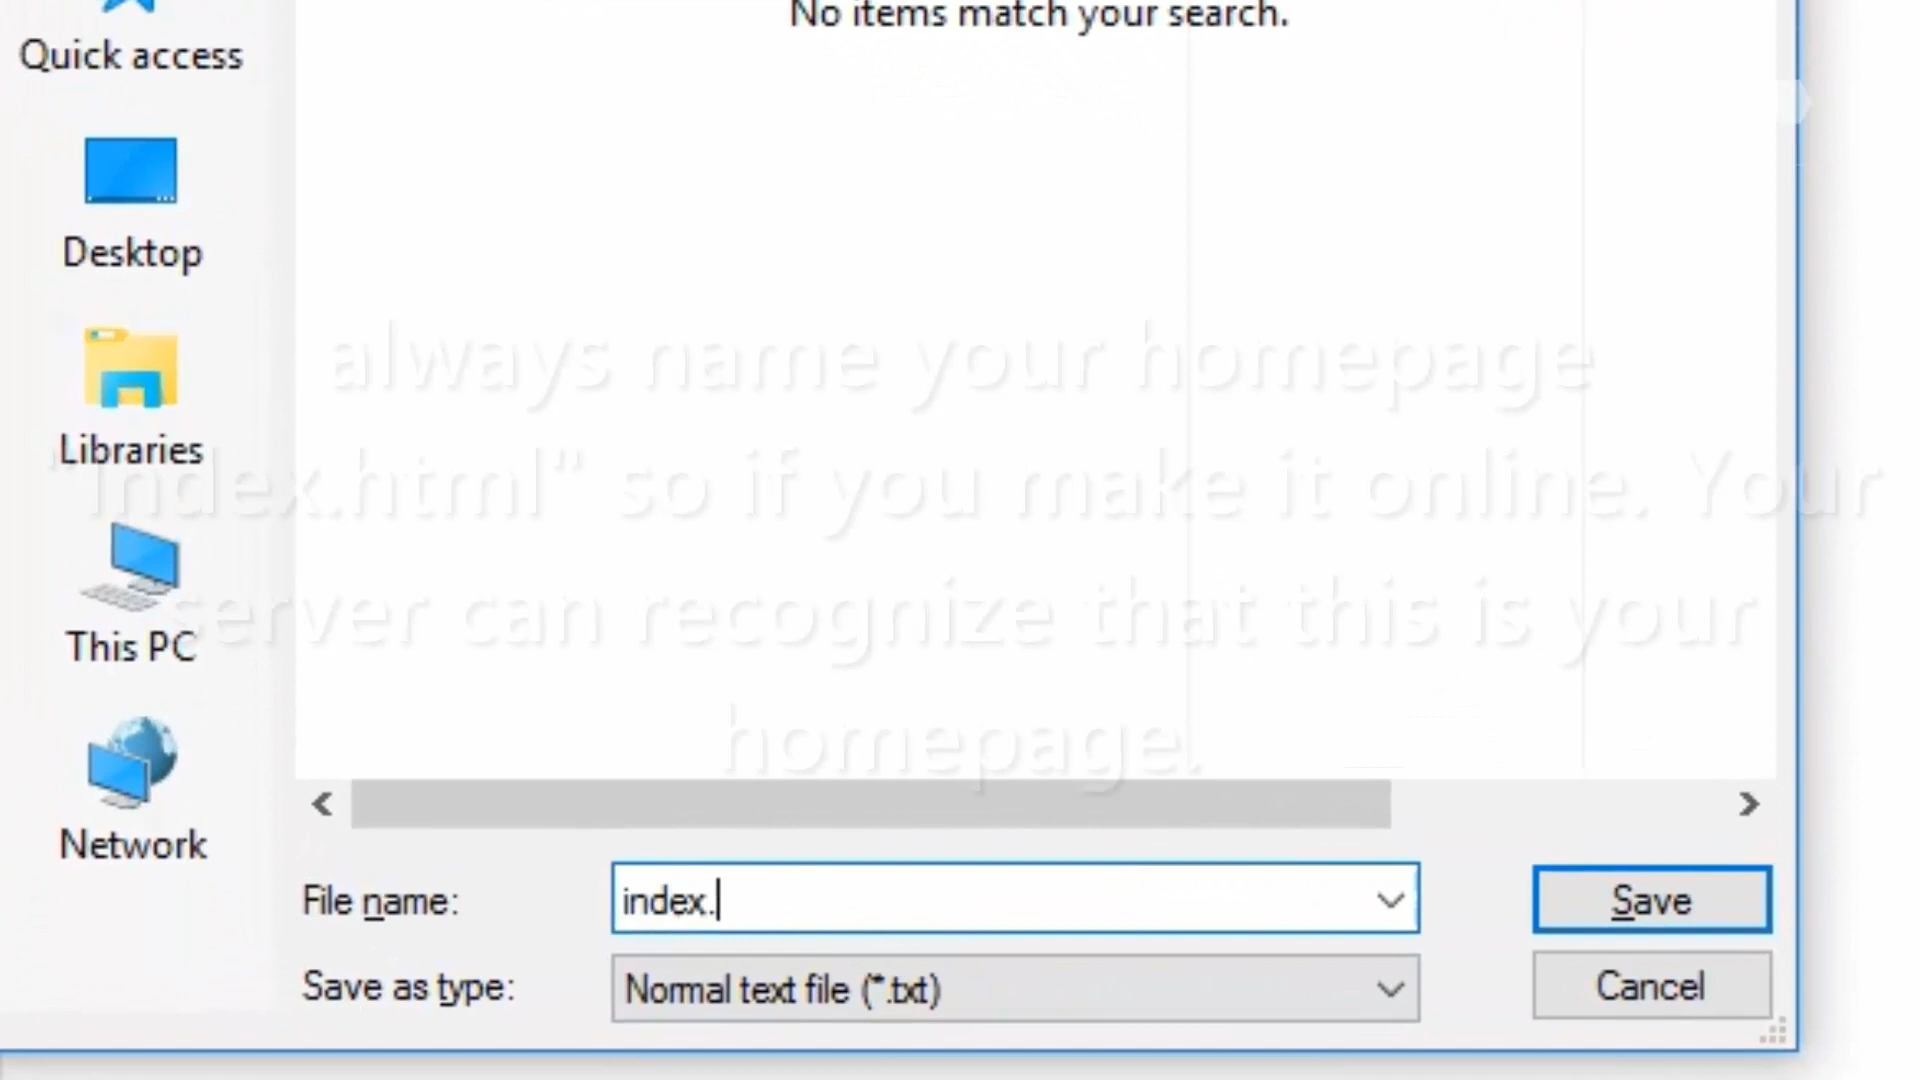 No items match your search.
Quick access
Desktop
Libraries
This PC
Network
always name your homepage
"index.html" so if you make it online. Your
server can recognize that this is your
homepage.
File name:
index.
Save
Save as type:
Normal text file (*.txt)
Cancel